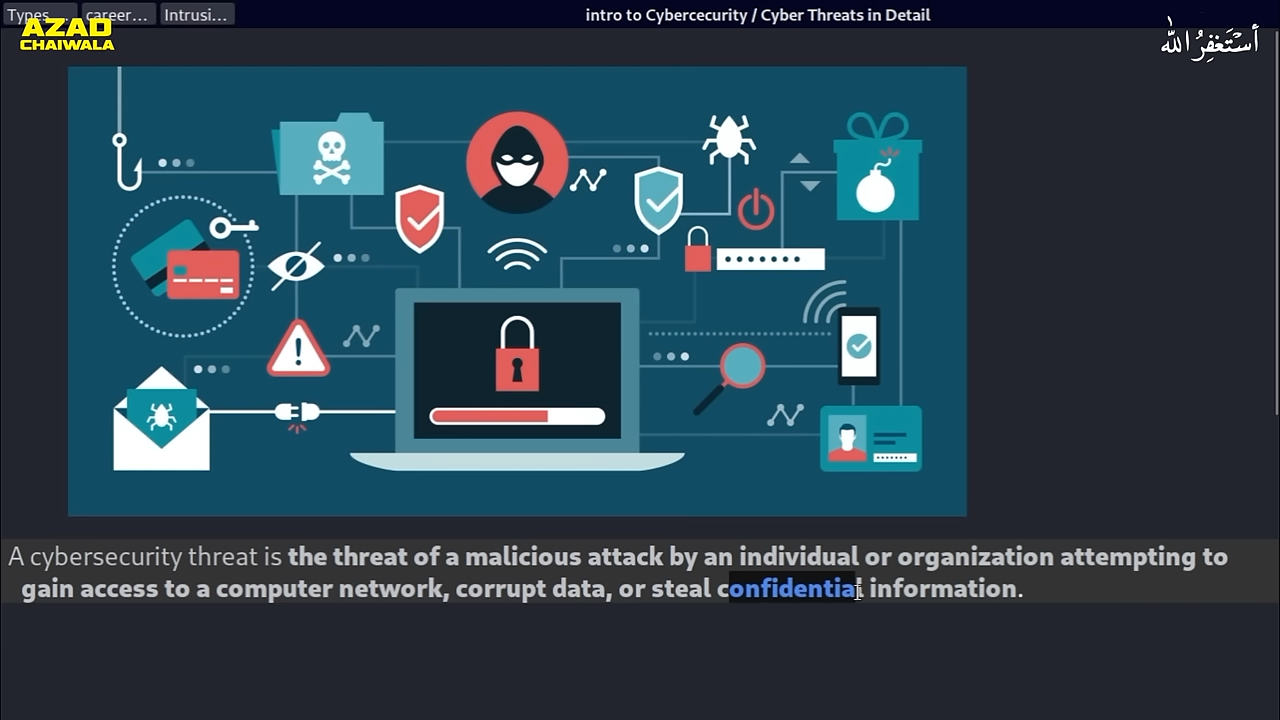 Types...
career...
Intrusi...
intro to Cybercecurity / Cyber Threats in Detail
AZAD
CHAIWALA
أَسْتَغْفِرُ اللّٰه
A cybersecurity threat is the threat of a malicious attack by an individual or organization attempting to
gain access to a computer network, corrupt data, or steal confidential information.